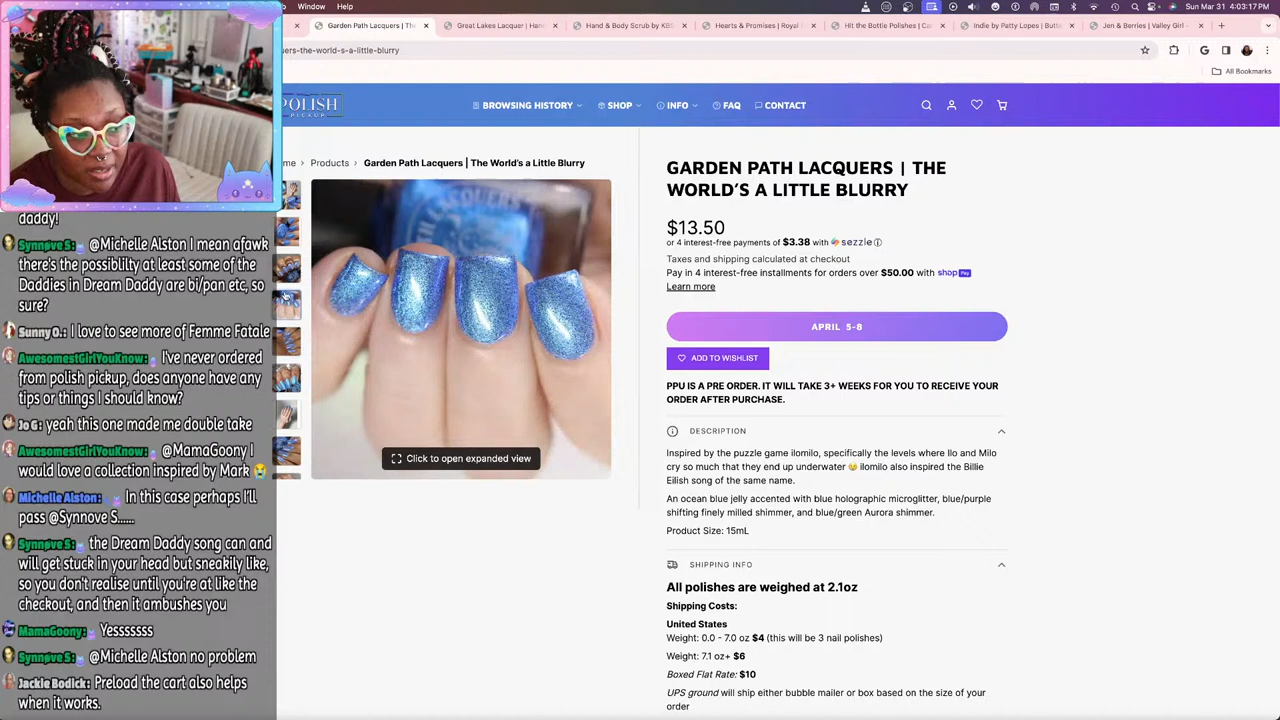 Window
Help
Sun Mar 31 4:03:17 PM
Garden Path Lacquers | The
Great Lakes Lacquer | Han
Hand & Body Scrub by KBS
Hearts & Promises | Royal
Hit the Bottle Polishes | Ca
Indie by Patty Lopes | Butte
Jen & Berries | Valley Girl
ers-the-world-s-a-little-blurry
All Bookmarks
POLISH
PICKUP
BROWSING HISTORY
SHOP
INFO
FAQ
CONTACT
me > Products > Garden Path Lacquers | The World's a Little Blurry
Click to open expanded view
GARDEN PATH LACQUERS | THE
WORLD'S A LITTLE BLURRY
$13.50
or 4 interest-free payments of $3.38 with sezzle
Taxes and shipping calculated at checkout
Pay in 4 interest-free installments for orders over $50.00 with shop Pay
Learn more
APRIL 5-8
ADD TO WISHLIST
PPU IS A PRE ORDER. IT WILL TAKE 3+ WEEKS FOR YOU TO RECEIVE YOUR
ORDER AFTER PURCHASE.
DESCRIPTION
Inspired by the puzzle game ilomilo, specifically the levels where Ilo and Milo
cry so much that they end up underwater 😢 ilomilo also inspired the Billie
Eilish song of the same name.
An ocean blue jelly accented with blue holographic microglitter, blue/purple
shifting finely milled shimmer, and blue/green Aurora shimmer.
Product Size: 15mL
SHIPPING INFO
All polishes are weighed at 2.1oz
Shipping Costs:
United States
Weight: 0.0 - 7.0 oz $4 (this will be 3 nail polishes)
Weight: 7.1 oz+ $6
Boxed Flat Rate: $10
UPS ground will ship either bubble mailer or box based on the size of your
order
daddy!
Synnøve S: @Michelle Alston I mean afawk
there's the possiblilty at least some of the
Daddies in Dream Daddy are bi/pan etc, so
sure?
Sunny O.: I love to see more of Femme Fatale
AwesomestGirlYouKnow: I've never ordered
from polish pickup, does anyone have any
tips or things I should know?
Jo G: yeah this one made me double take
AwesomestGirlYouKnow: @MamaGoony I
would love a collection inspired by Mark 😭
Michelle Alston: In this case perhaps I'll
pass @Synnove S......
Synnøve S: the Dream Daddy song can and
will get stuck in your head but sneakily like,
so you don't realise until you're at like the
checkout, and then it ambushes you
MamaGoony: Yesssssss
Synnøve S: @Michelle Alston no problem
Jackie Bodick: Preload the cart also helps
when it works.